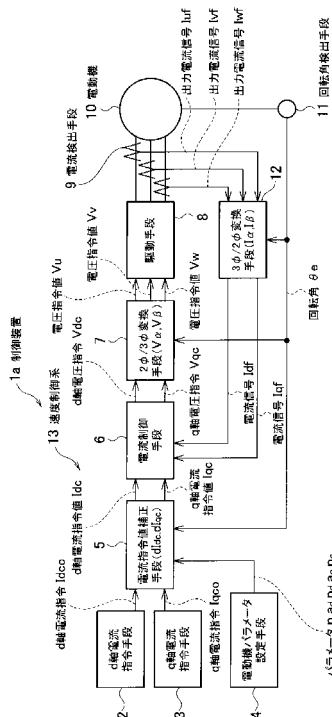 1a 制御装置
13 速度制御系
d軸電流指令 Idco
d軸電流指令値 Idc
d軸電圧指令 Vdc
電圧指令値 Vu
電圧指令値 Vv
9 電流検出手段
10 電動機
2
d軸電流
指令手段
3
q軸電流
指令手段
4
電動機パラメータ
設定手段
5
電流指令値補正
手段(d'Idc.d'Iqc)
6
電流制御
手段
7
2φ/3φ変換
手段(Vα,Vβ)
8
駆動手段
q軸電流指令 Iqco
q軸電流
指令値 Iqc
q軸電圧指令 Vqc
電圧指令値 Vw
電流信号 Idf
電流信号 Iqf
出力電流信号 Iuf
出力電流信号 Ivf
出力電流信号 Iwf
12
3φ/2φ変換
手段(Iα,Iβ)
11 回転角検出手段
回転角 θe